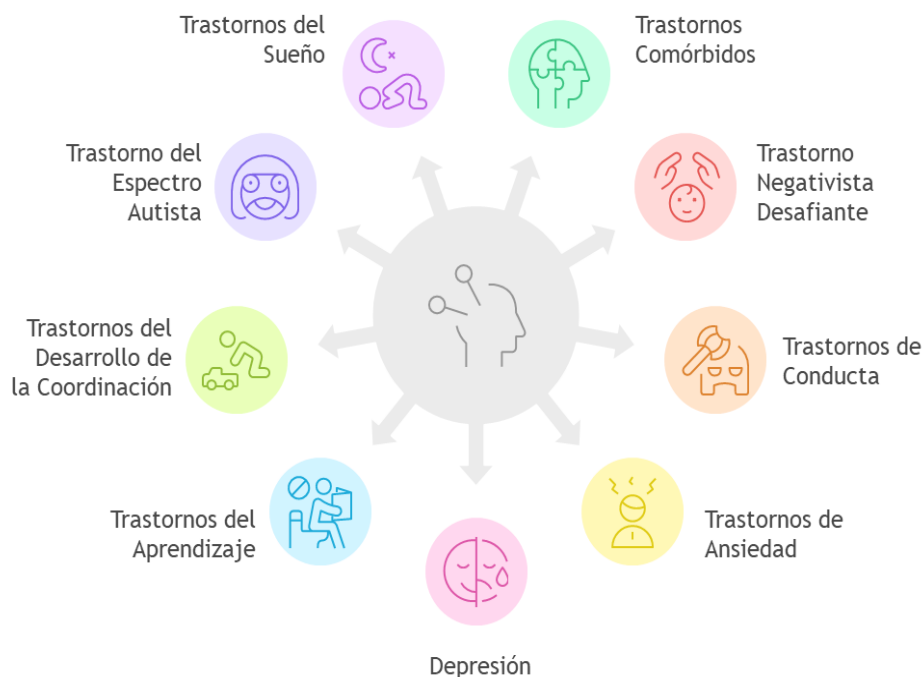 Trastornos del
Sueño
Trastornos
Comórbidos
Trastorno del
Espectro
Autista
Trastorno
Negativista
Desafiante
Trastornos del
Desarrollo de
la Coordinación
Trastornos de
Conducta
Trastornos del
Aprendizaje
Trastornos de
Ansiedad
Depresión